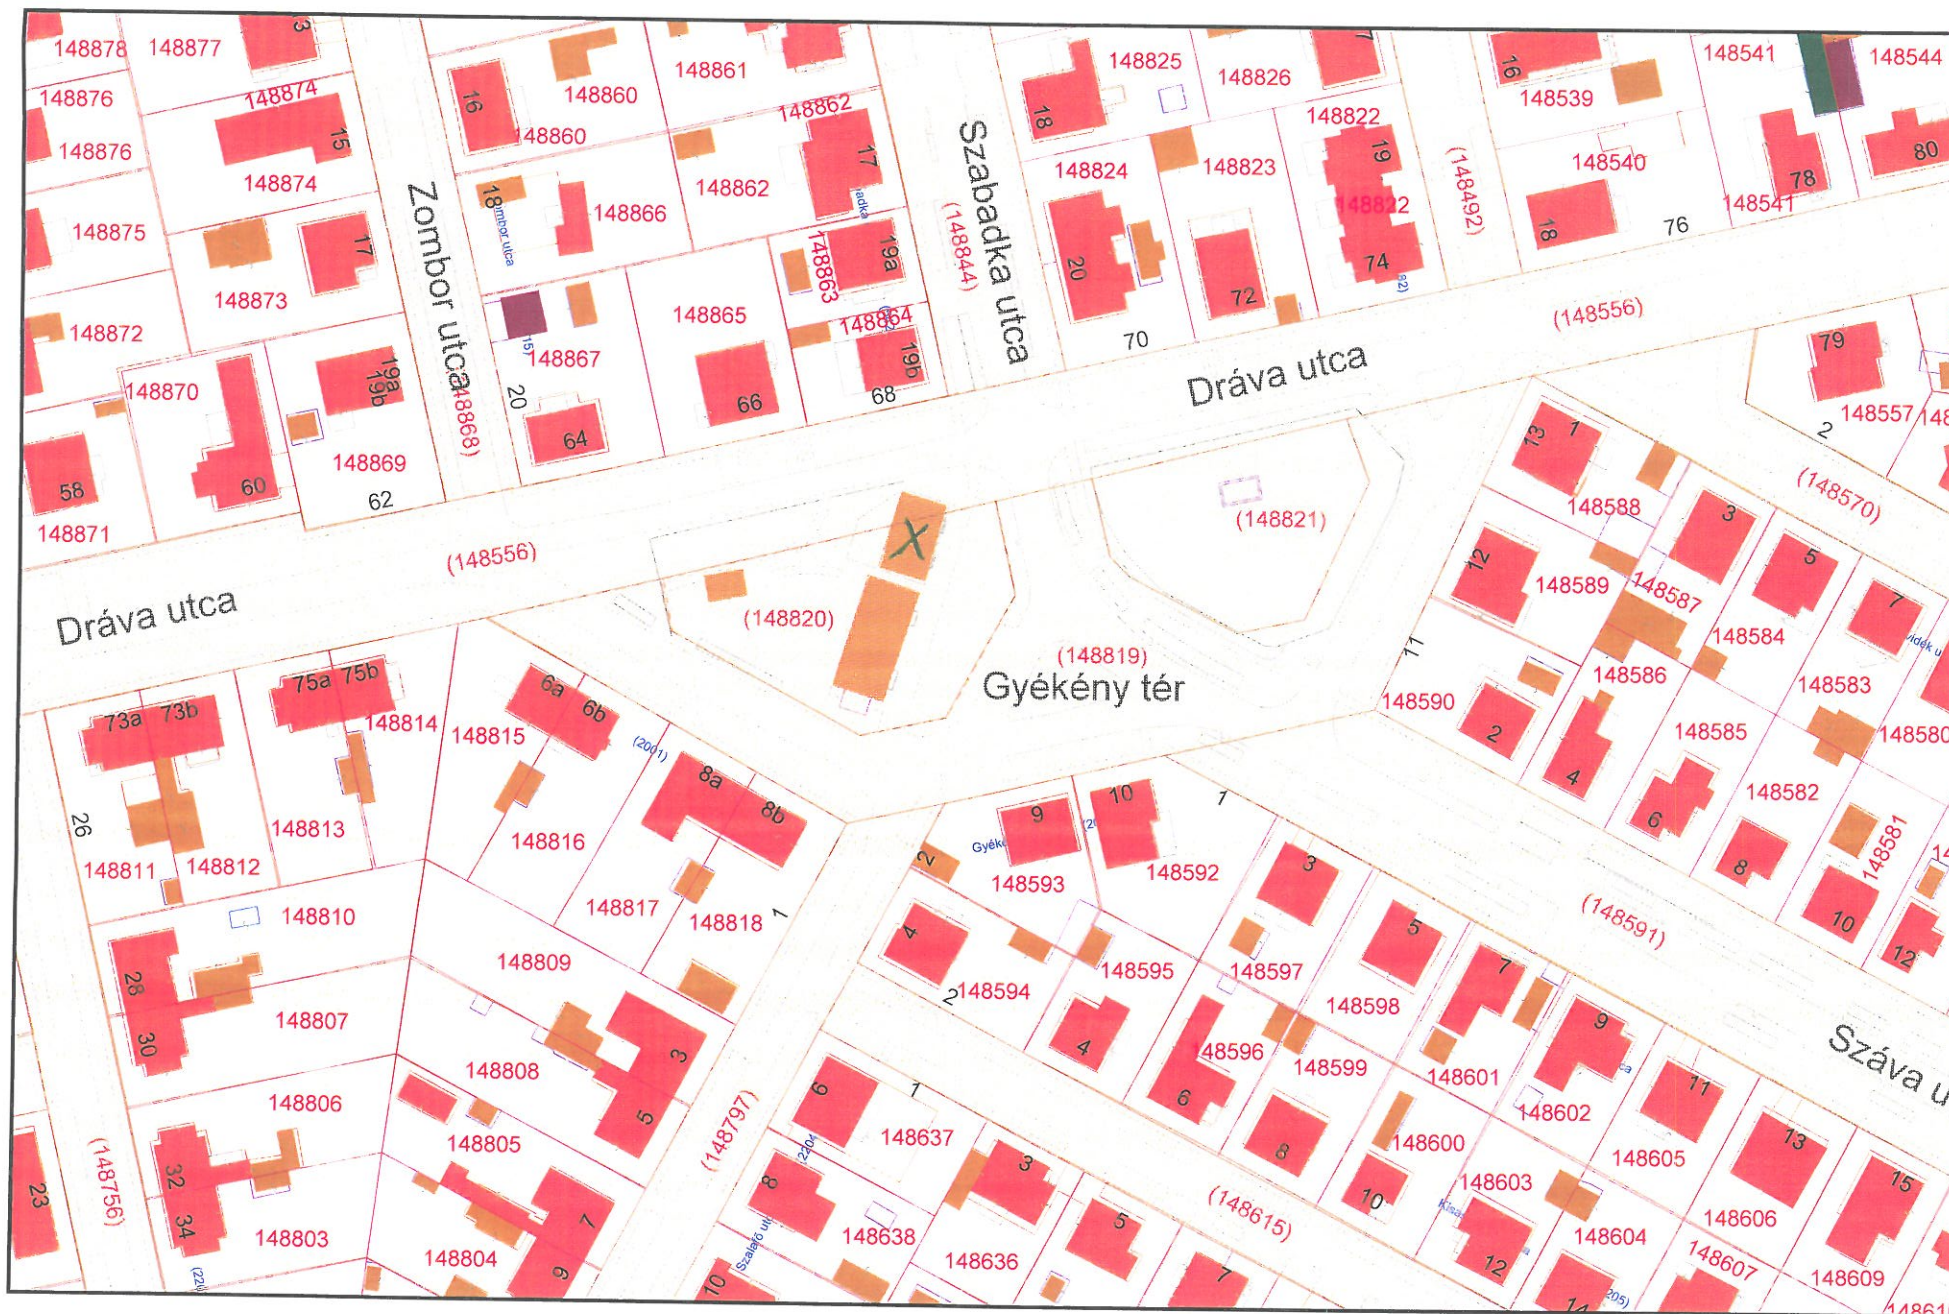 148878 148877 3 148860 148861 148825 148826 7 16 148541 148544
148876 148874 16 148860 148862 18 148822 148539
148876 15 17 148824 148823 19 148540 78 80
148874 148866 148862 148822 148541
148875 17 18 19a 20 74 18 76
148873 148863 72
148872 148867 148865 148864 70
Zombor utca
(148868)
Szabadka utca
(148844)
(148492)
148870 19a 19b 20 66 68 19b
Dráva utca
(148556)
79
148557 2
58 60 148869 62 64
148871
13 1 148588 3 (148570)
(148556)
X
(148821)
Dráva utca
(148820)
12 148589 148587 5 7
148584
(148819)
Gyékény tér
11
148590 148586 148583
73a 73b 75a 75b 148814 148815 6a 6b (2001)
2 4 148585 148580
26 148813 148816 8a 8b
9 10 1 6 148582 8 148581
148811 148812 148593 148592 3 10
2
148810 148817 148818 1 (148591) 12
28 148809 4 148594 2 148595 148597 5 7
148598
30 148807 148808 3 4 148596 148599 9
Száva u
148806 5 6 148601 11
148805 6 1 148637 8 148600 148602 13
(148756) (148797)
32 3 148603 148605 15
23 34 148803 7 8 148638 5 (148615) 10 148604 148606
148804 9 148636 12 148607 148609
10 Szalafő 7 14